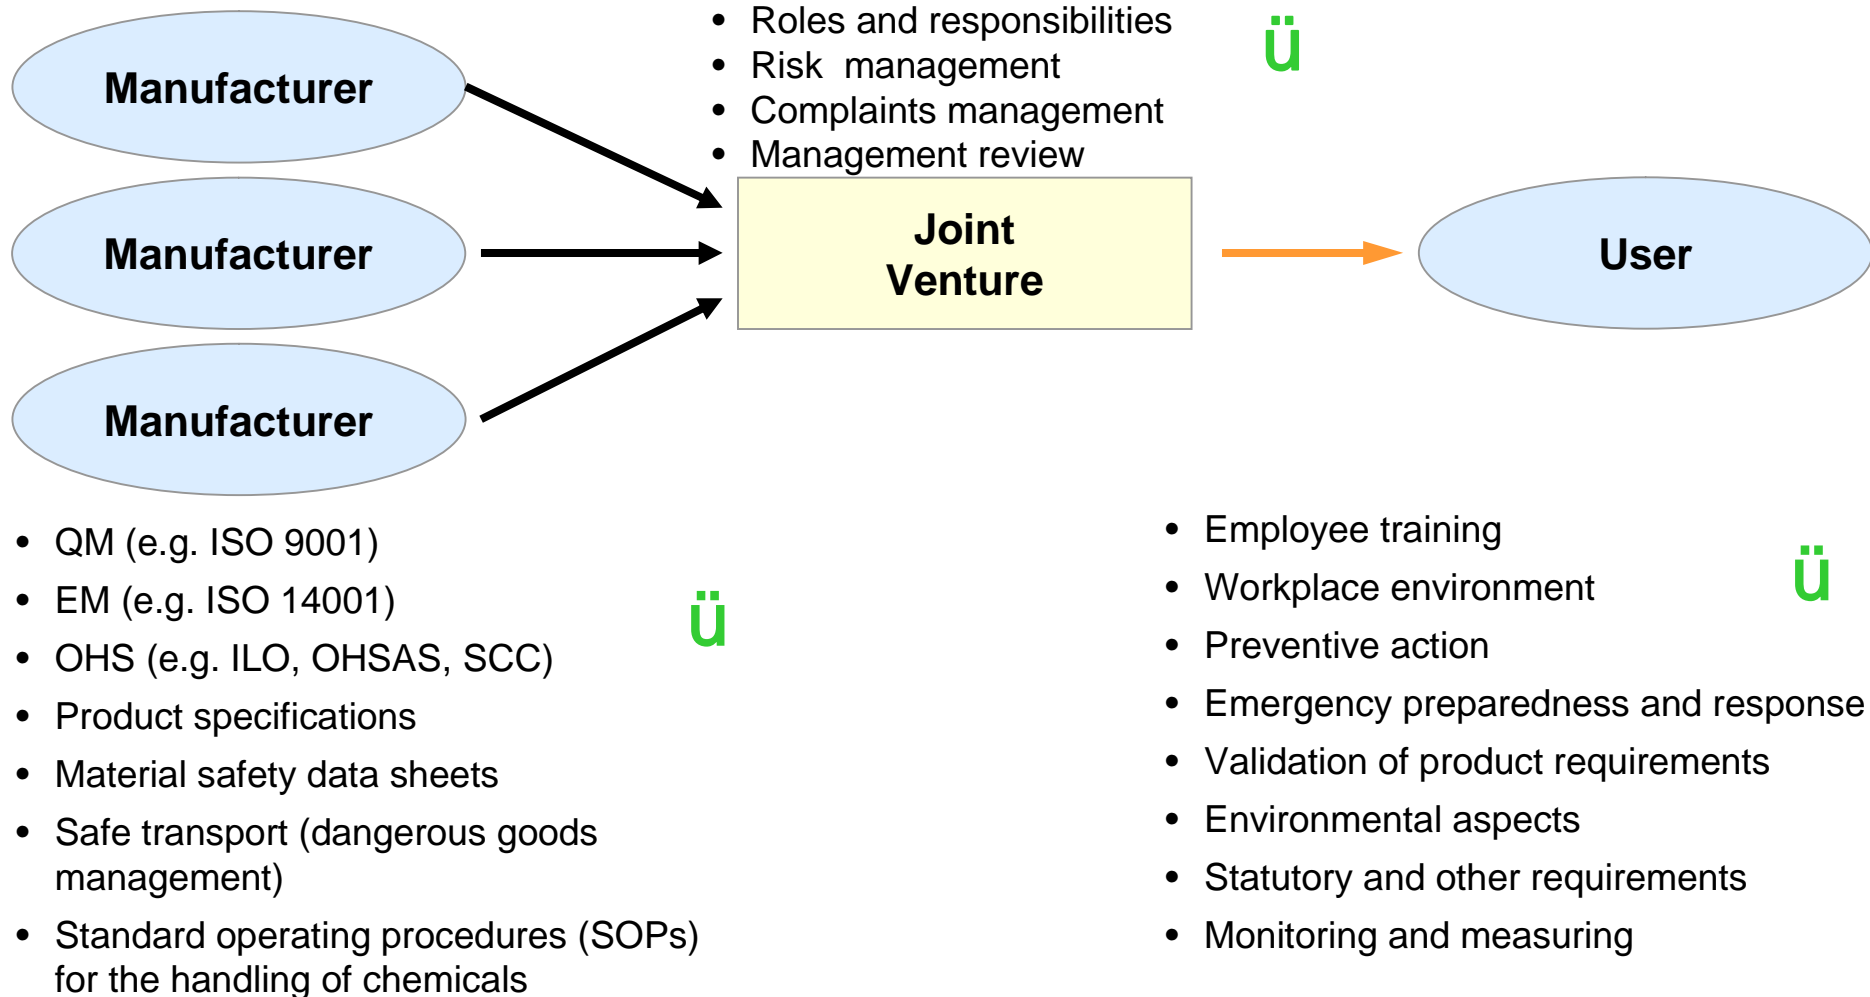 • Roles and responsibilities
• Risk management
• Complaints management
• Management review
ü
Manufacturer
Manufacturer
Manufacturer
Joint
Venture
User
• QM (e.g. ISO 9001)
• EM (e.g. ISO 14001)
• OHS (e.g. ILO, OHSAS, SCC)
• Product specifications
• Material safety data sheets
• Safe transport (dangerous goods
management)
• Standard operating procedures (SOPs)
for the handling of chemicals
ü
• Employee training
• Workplace environment
• Preventive action
• Emergency preparedness and response
• Validation of product requirements
• Environmental aspects
• Statutory and other requirements
• Monitoring and measuring
ü